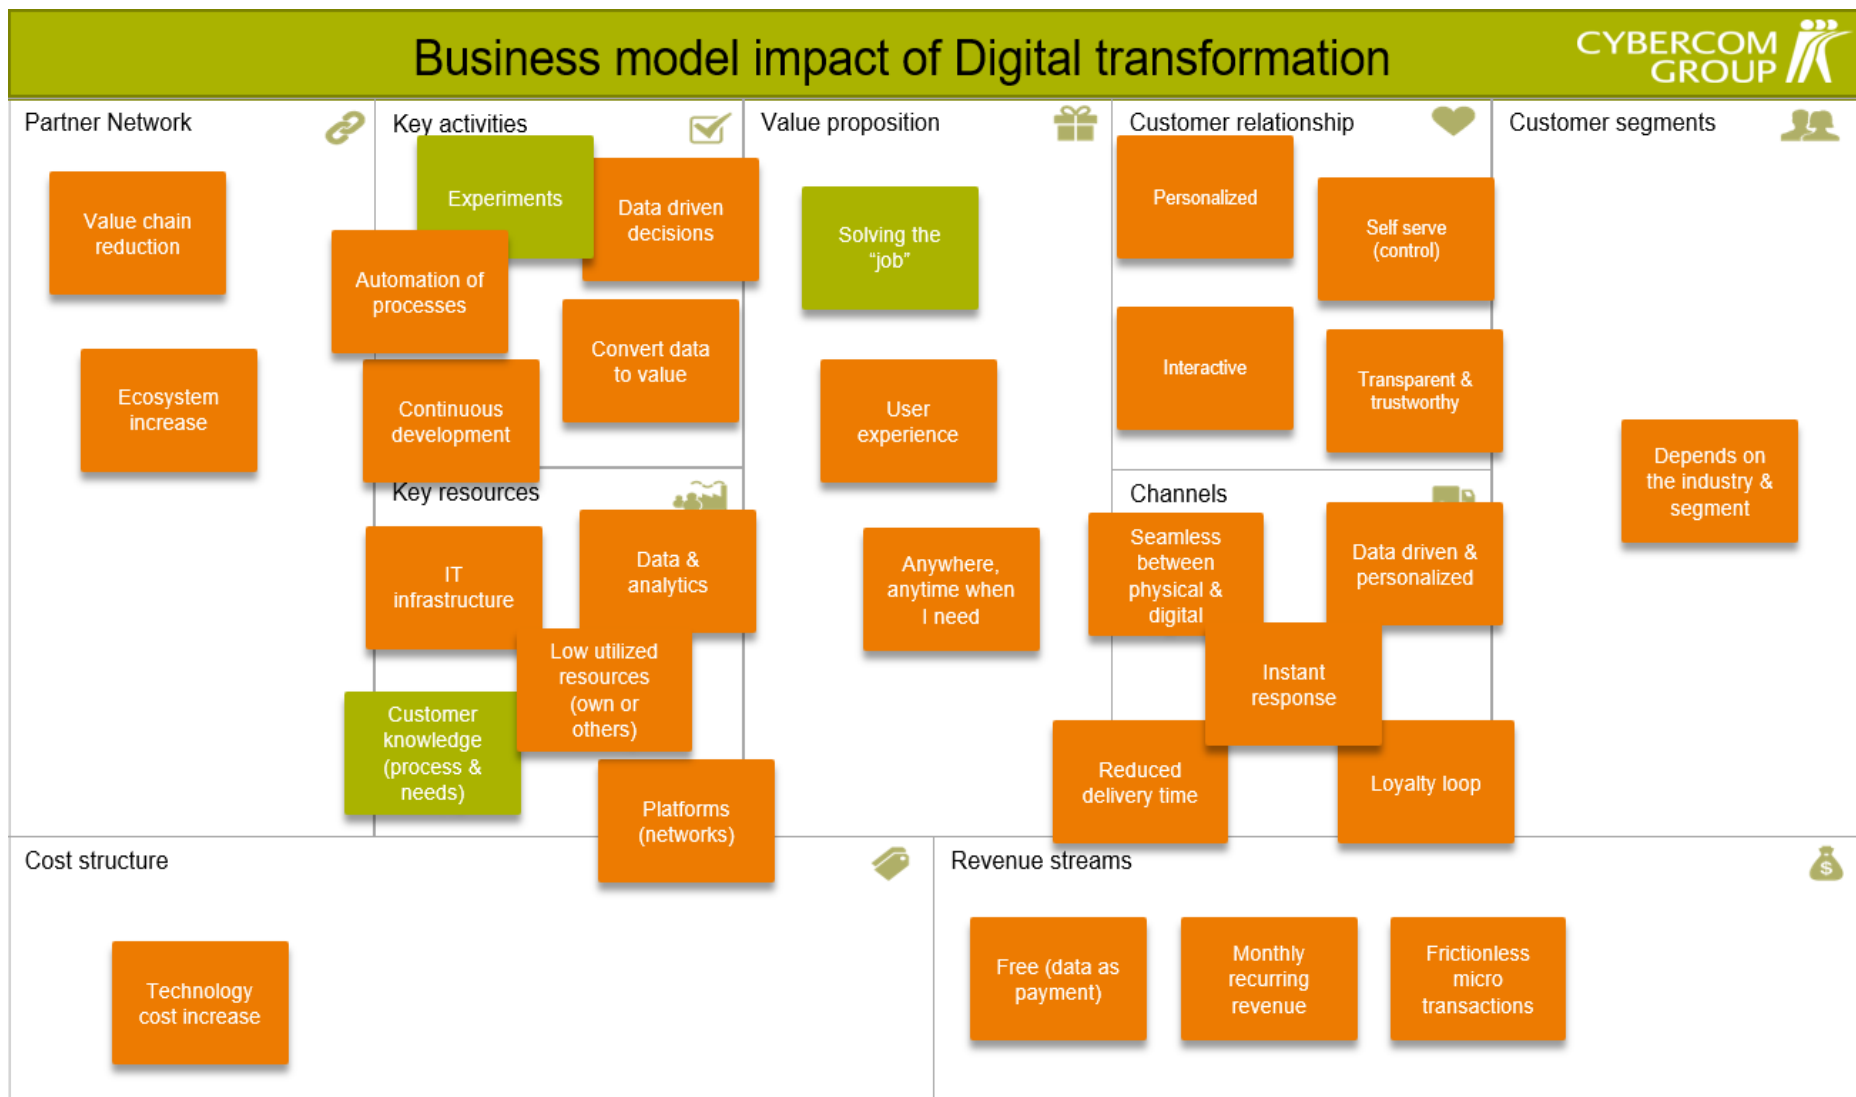 Business model impact of Digital transformation
CYBERCOM
GROUP
Partner Network
Value chain
reduction
Ecosystem
increase
Key activities
Experiments
Data driven
decisions
Automation of
processes
Convert data
to value
Continuous
development
Key resources
IT
infrastructure
Data &
analytics
Low utilized
resources
(own or
others)
Customer
knowledge
(process &
needs)
Platforms
(networks)
Value proposition
Solving the
“job”
User
experience
Anywhere,
anytime when
I need
Customer relationship
Personalized
Self serve
(control)
Interactive
Transparent &
trustworthy
Channels
Seamless
between
physical &
digital
Data driven &
personalized
Instant
response
Reduced
delivery time
Loyalty loop
Customer segments
Depends on
the industry &
segment
Cost structure
Technology
cost increase
Revenue streams
$
Free (data as
payment)
Monthly
recurring
revenue
Frictionless
micro
transactions